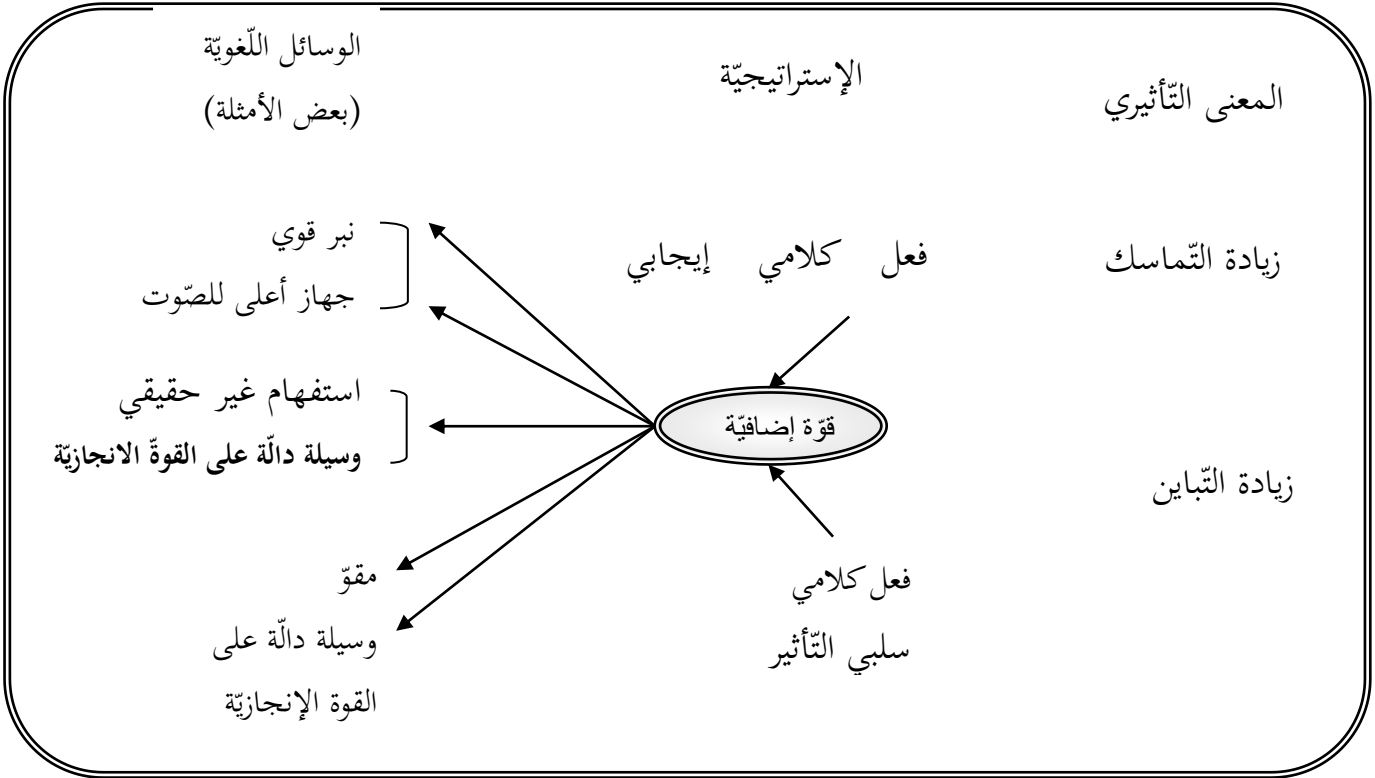 المعنى التّأثيري
الإستراتيجيّة
الوسائل اللّغويّة
(بعض الأمثلة)
زيادة التّماسك
فعل كلامي إيجابي
نبر قوي
جهاز أعلى للصّوت
استفهام غير حقيقي
وسيلة دالّة على القوّة الانجازيّة
قوّة إضافيّة
زيادة التّباين
فعل كلامي
سلبي التّأثير
مقوّ
وسيلة دالّة على
القوة الإنجازيّة